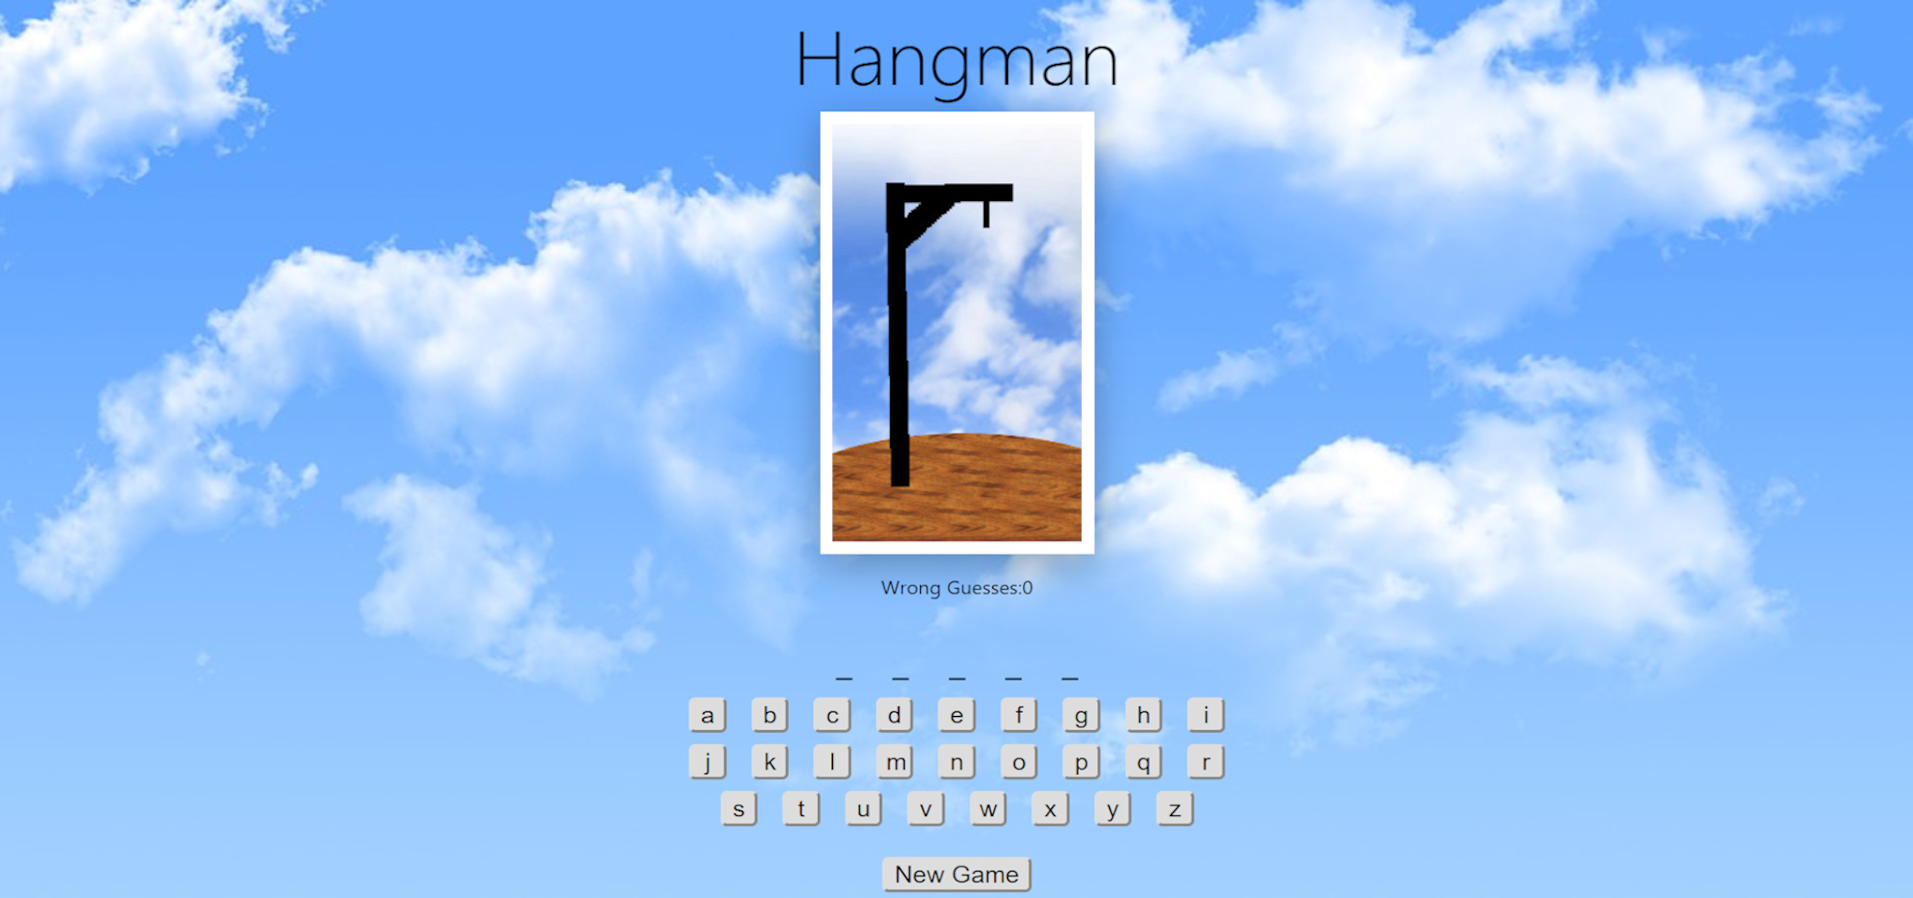 Hangman
Wrong Guesses:0
_ _ _ _ _
a b c d e f g h i
j k l m n o p q r
s t u v w x y z
New Game